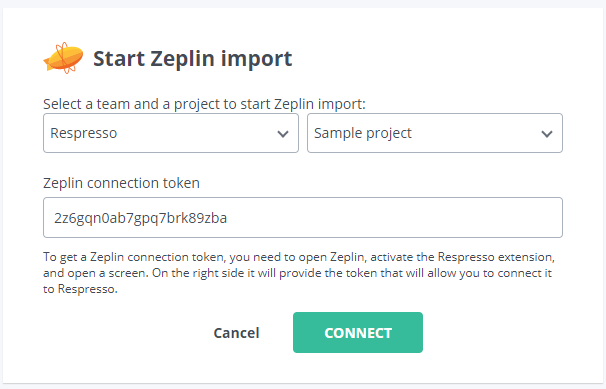 Start Zeplin import
Select a team and a project to start Zeplin import:
Respresso
Sample project
Zeplin connection token
2z6gqn0ab7gpq7brk89zba
To get a Zeplin connection token, you need to open Zeplin, activate the Respresso extension,
and open a screen. On the right side it will provide the token that will allow you to connect it
to Respresso.
Cancel
CONNECT